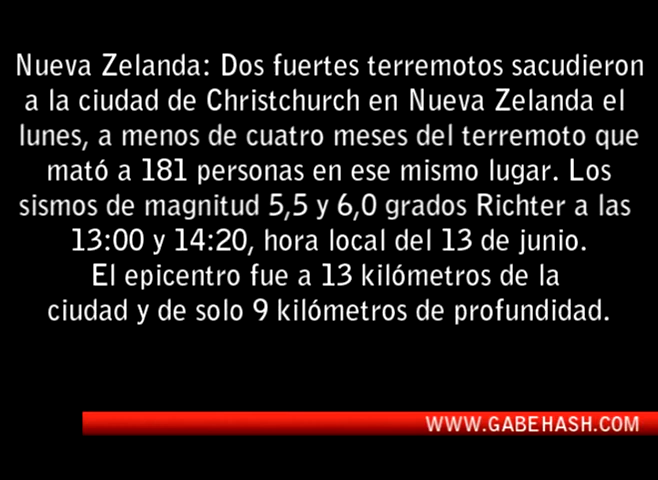 Nueva Zelanda: Dos fuertes terremotos sacudieron
a la ciudad de Christchurch en Nueva Zelanda el
lunes, a menos de cuatro meses del terremoto que
mató a 181 personas en ese mismo lugar. Los
sismos de magnitud 5,5 y 6,0 grados Richter a las
13:00 y 14:20, hora local del 13 de junio.
El epicentro fue a 13 kilómetros de la
ciudad y de solo 9 kilómetros de profundidad.
WWW.GABEHASH.COM